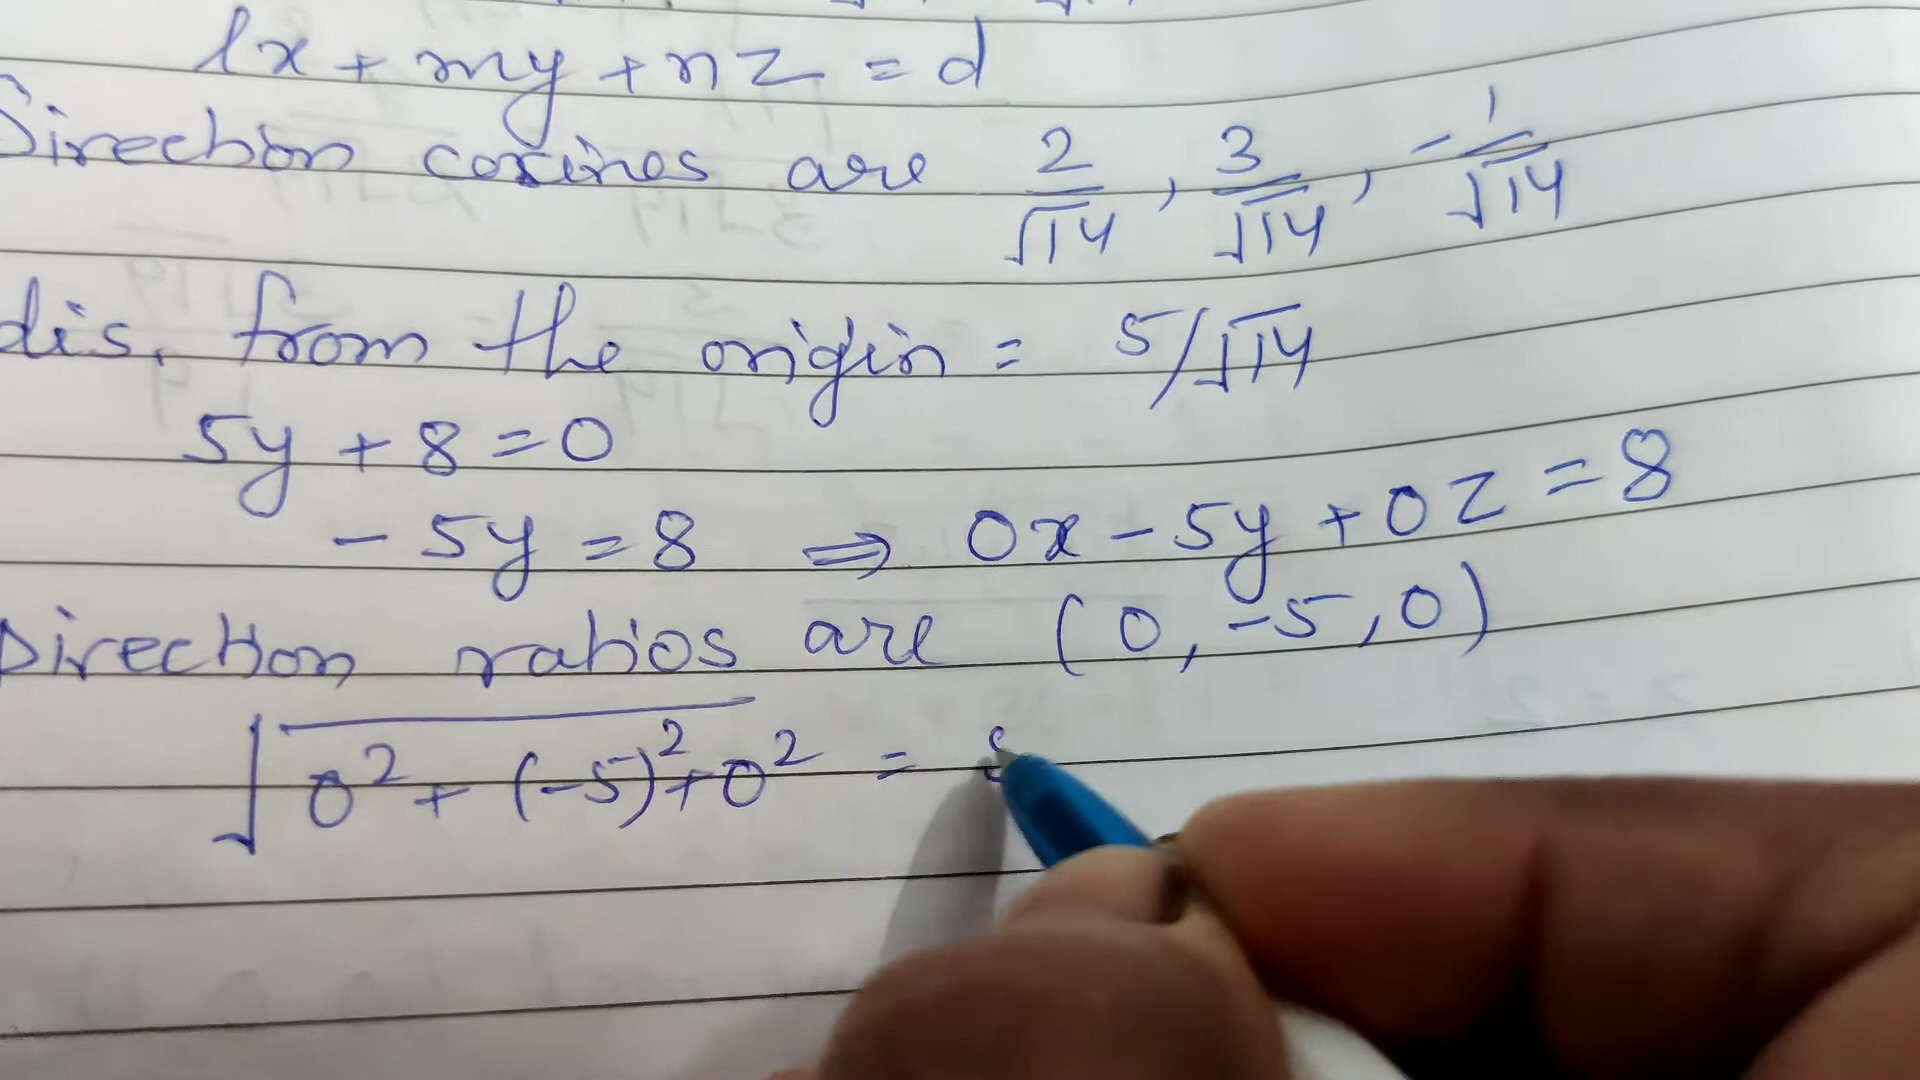 lx + my + nz = d
Direction cosines are 2/√14, 3/√14, -1/√14
dis. from the origin = 5/√14
5y + 8 = 0
- 5y = 8 ⇒ 0x - 5y + 0z = 8
Direction ratios are (0, -5, 0)
√0² + (-5)² + 0² =